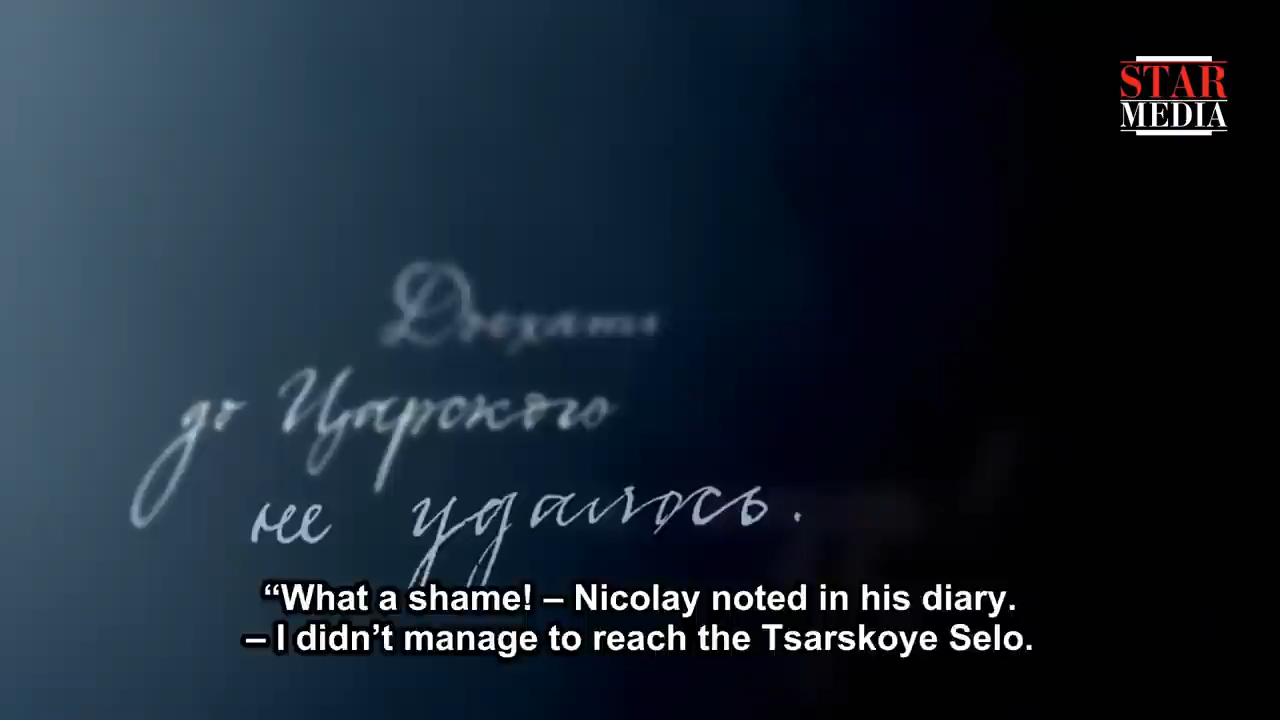 STAR
MEDIA
Доехать
до Царского
не удалось.
“What a shame! – Nicolay noted in his diary.
– I didn’t manage to reach the Tsarskoye Selo.